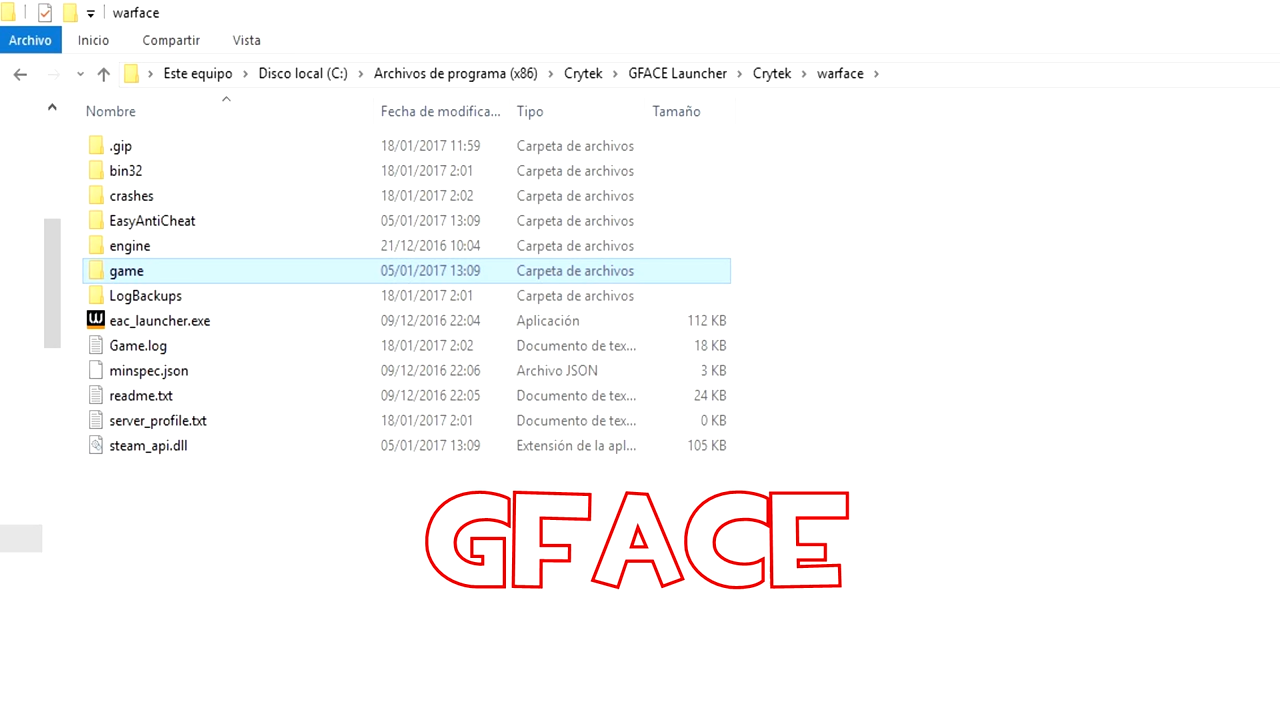 warface
Archivo Inicio Compartir Vista
Este equipo Disco local (C:) Archivos de programa (x86) Crytek GFACE Launcher Crytek warface
Nombre Fecha de modifica... Tipo Tamaño
.gip 18/01/2017 11:59 Carpeta de archivos
bin32 18/01/2017 2:01 Carpeta de archivos
crashes 18/01/2017 2:02 Carpeta de archivos
EasyAntiCheat 05/01/2017 13:09 Carpeta de archivos
engine 21/12/2016 10:04 Carpeta de archivos
game 05/01/2017 13:09 Carpeta de archivos
LogBackups 18/01/2017 2:01 Carpeta de archivos
eac_launcher.exe 09/12/2016 22:04 Aplicación 112 KB
Game.log 18/01/2017 2:02 Documento de tex... 18 KB
minspec.json 09/12/2016 22:06 Archivo JSON 3 KB
readme.txt 09/12/2016 22:05 Documento de tex... 24 KB
server_profile.txt 18/01/2017 2:01 Documento de tex... 0 KB
steam_api.dll 05/01/2017 13:09 Extensión de la apl... 105 KB
GFACE